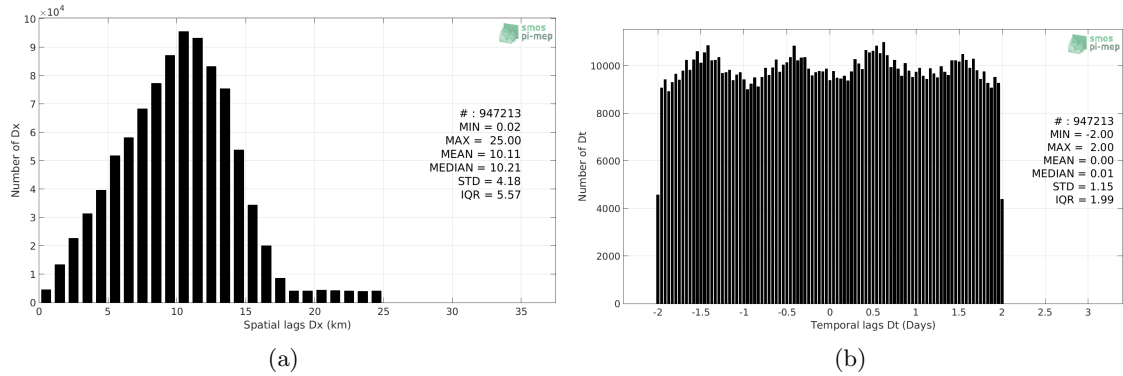 10
×10⁴
9
8
7
6
5
4
3
2
1
0
Number of Dx
smos
pi-mep
# : 947213
MIN = 0.02
MAX = 25.00
MEAN = 10.11
MEDIAN = 10.21
STD = 4.18
IQR = 5.57
0 5 10 15 20 25 30 35
Spatial lags Dx (km)
(a)
10000
8000
6000
4000
2000
0
Number of Dt
smos
pi-mep
# : 947213
MIN = -2.00
MAX = 2.00
MEAN = 0.00
MEDIAN = 0.01
STD = 1.15
IQR = 1.99
-2 -1.5 -1 -0.5 0 0.5 1 1.5 2 2.5 3
Temporal lags Dt (Days)
(b)